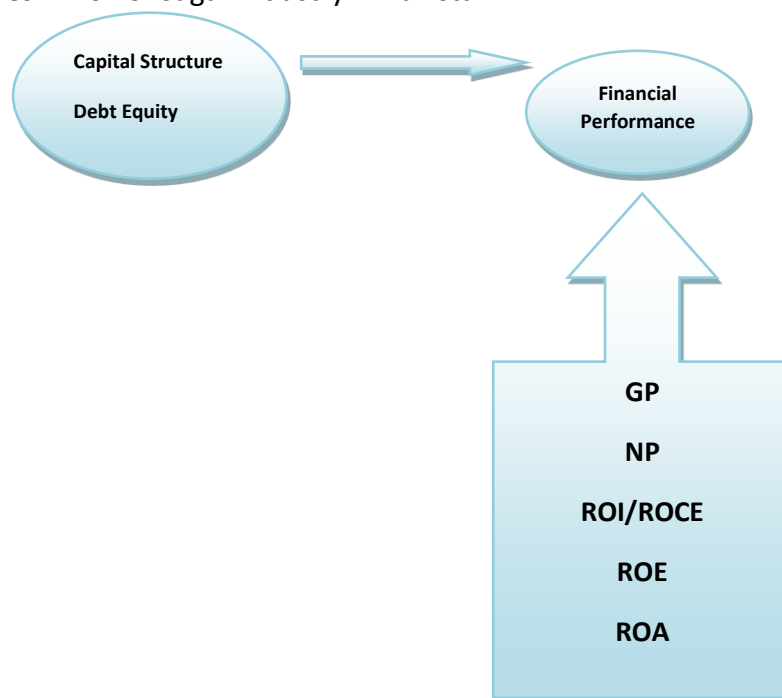 Capital Structure
Debt Equity
Financial
Performance
GP
NP
ROI/ROCE
ROE
ROA